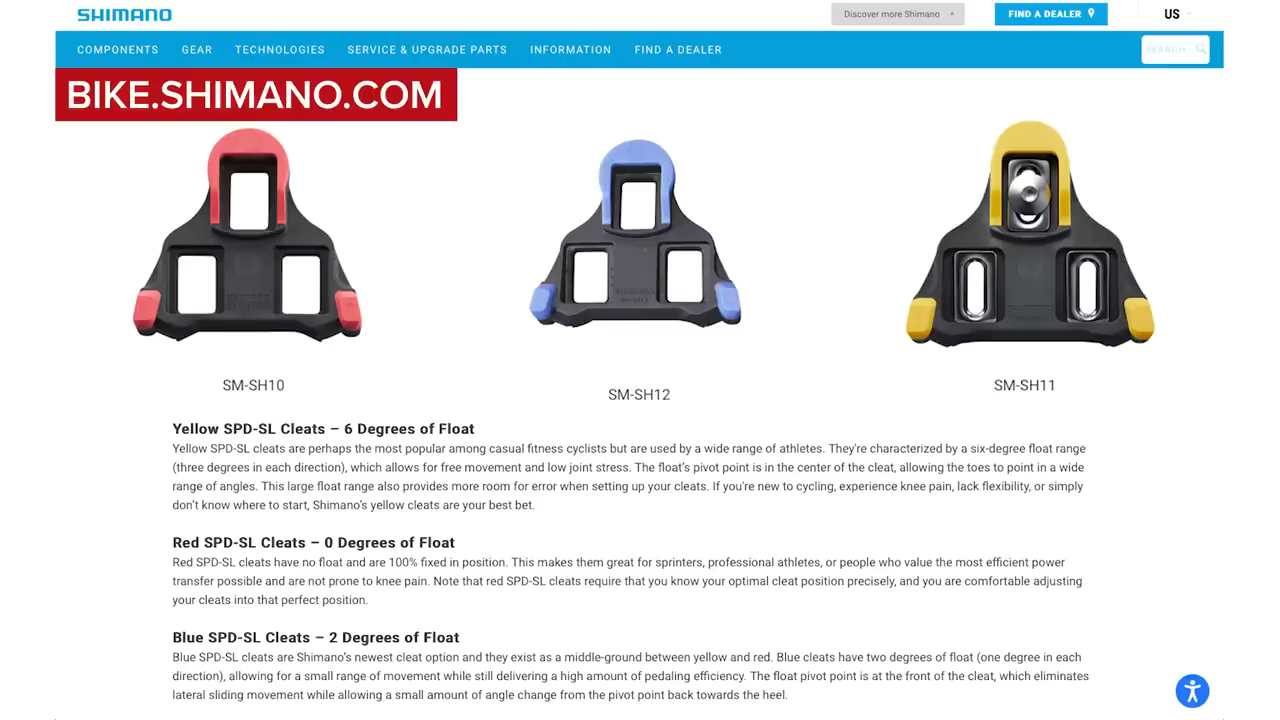 SHIMANO
Discover more Shimano
FIND A DEALER
US
COMPONENTS GEAR TECHNOLOGIES SERVICE & UPGRADE PARTS INFORMATION FIND A DEALER
SEARCH
BIKE.SHIMANO.COM
SM-SH10
SM-SH12
SM-SH11
Yellow SPD-SL Cleats – 6 Degrees of Float
Yellow SPD-SL cleats are perhaps the most popular among casual fitness cyclists but are used by a wide range of athletes. They're characterized by a six-degree float range
(three degrees in each direction), which allows for free movement and low joint stress. The float's pivot point is in the center of the cleat, allowing the toes to point in a wide
range of angles. This large float range also provides more room for error when setting up your cleats. If you're new to cycling, experience knee pain, lack flexibility, or simply
don't know where to start, Shimano's yellow cleats are your best bet.
Red SPD-SL Cleats – 0 Degrees of Float
Red SPD-SL cleats have no float and are 100% fixed in position. This makes them great for sprinters, professional athletes, or people who value the most efficient power
transfer possible and are not prone to knee pain. Note that red SPD-SL cleats require that you know your optimal cleat position precisely, and you are comfortable adjusting
your cleats into that perfect position.
Blue SPD-SL Cleats – 2 Degrees of Float
Blue SPD-SL cleats are Shimano's newest cleat option and they exist as a middle-ground between yellow and red. Blue cleats have two degrees of float (one degree in each
direction), allowing for a small range of movement while still delivering a high amount of pedaling efficiency. The float pivot point is at the front of the cleat, which eliminates
lateral sliding movement while allowing a small amount of angle change from the pivot point back towards the heel.